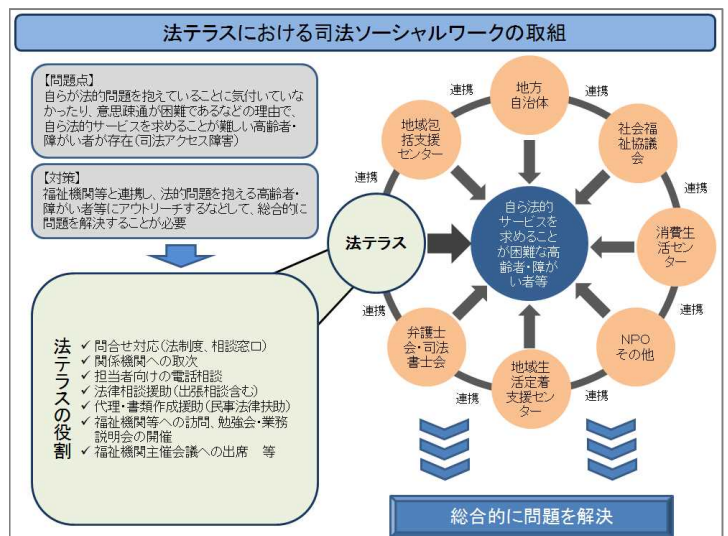 法テラスにおける司法ソーシャルワークの取組
【問題点】
自らが法的問題を抱えていることに気付いていな
かったり、意思疎通が困難であるなどの理由で、
自ら法的サービスを求めることが難しい高齢者・
障がい者が存在(司法アクセス障害)
【対策】
福祉機関等と連携し、法的問題を抱える高齢者・
障がい者等にアウトリーチするなどして、総合的に
問題を解決することが必要
法テラスの役割
✓ 問合せ対応(法制度、相談窓口)
✓ 関係機関への取次
✓ 担当者向けの電話相談
✓ 法律相談援助(出張相談含む)
✓ 代理・書類作成援助(民事法律扶助)
✓ 福祉機関等への訪問、勉強会・業務
説明会の開催
✓ 福祉機関主催会議への出席 等
法テラス
連携
地域包
括支援
センター
連携
地方
自治体
連携
社会福
祉協議
会
連携
消費生
活セン
ター
連携
NPO
その他
連携
地域生
活定着
支援セン
ター
連携
弁護士
会・司法
書士会
連携
自ら法的
サービスを
求めること
が困難な高
齢者・障が
い者等
総合的に問題を解決